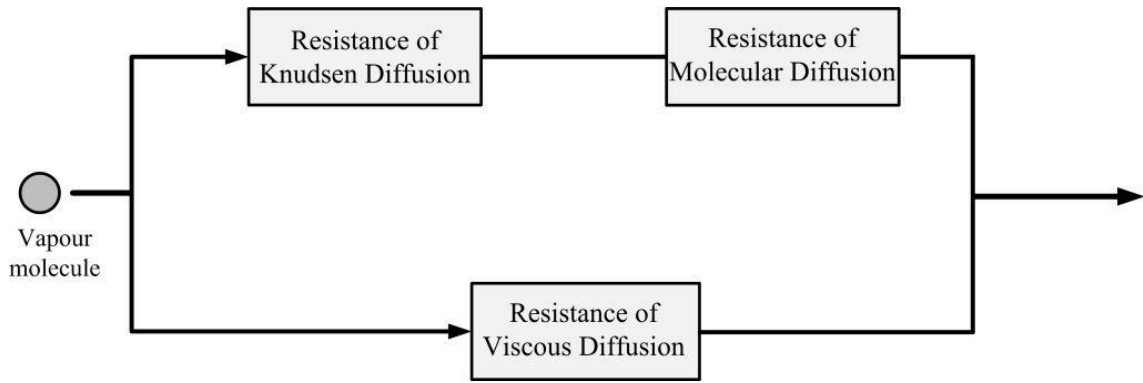 Resistance of
Knudsen Diffusion
Resistance of
Molecular Diffusion
Vapour
molecule
Resistance of
Viscous Diffusion